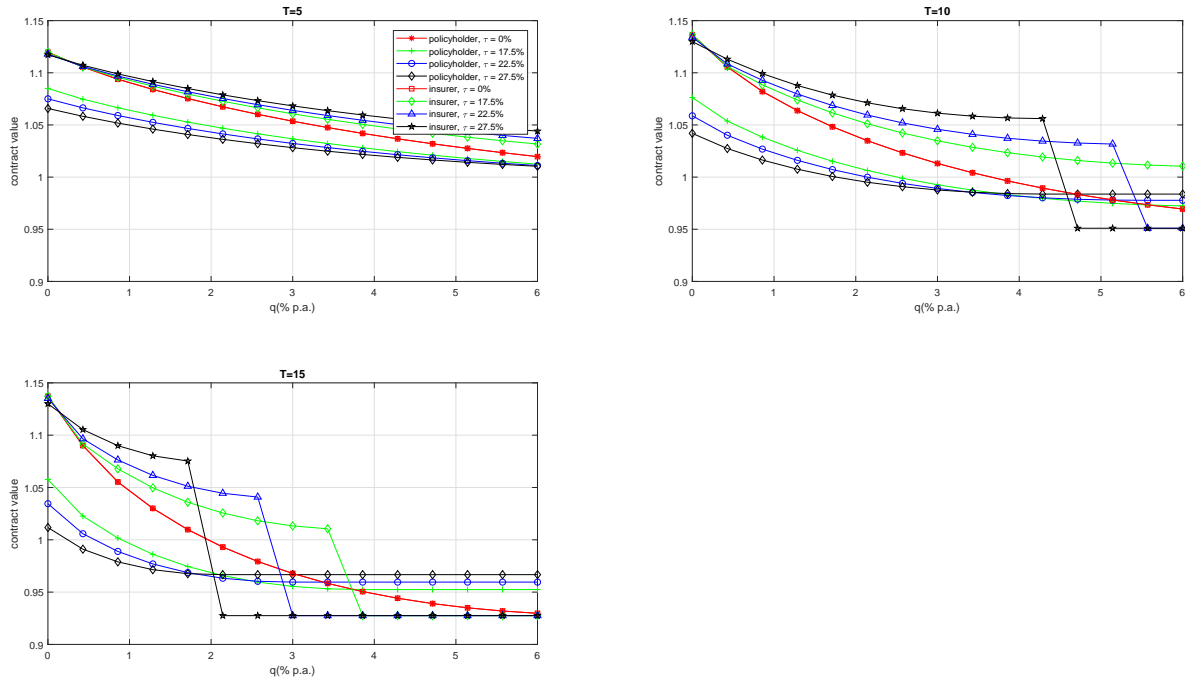 T=5
1.15
1.1
1.05
1
0.95
0.9
contract value
0 1 2 3 4 5 6
q(% p.a.)
policyholder, τ = 0%
policyholder, τ = 17.5%
policyholder, τ = 22.5%
policyholder, τ = 27.5%
insurer, τ = 0%
insurer, τ = 17.5%
insurer, τ = 22.5%
insurer, τ = 27.5%
T=10
1.15
1.1
1.05
1
0.95
0.9
contract value
0 1 2 3 4 5 6
q(% p.a.)
T=15
1.15
1.1
1.05
1
0.95
0.9
contract value
0 1 2 3 4 5 6
q(% p.a.)